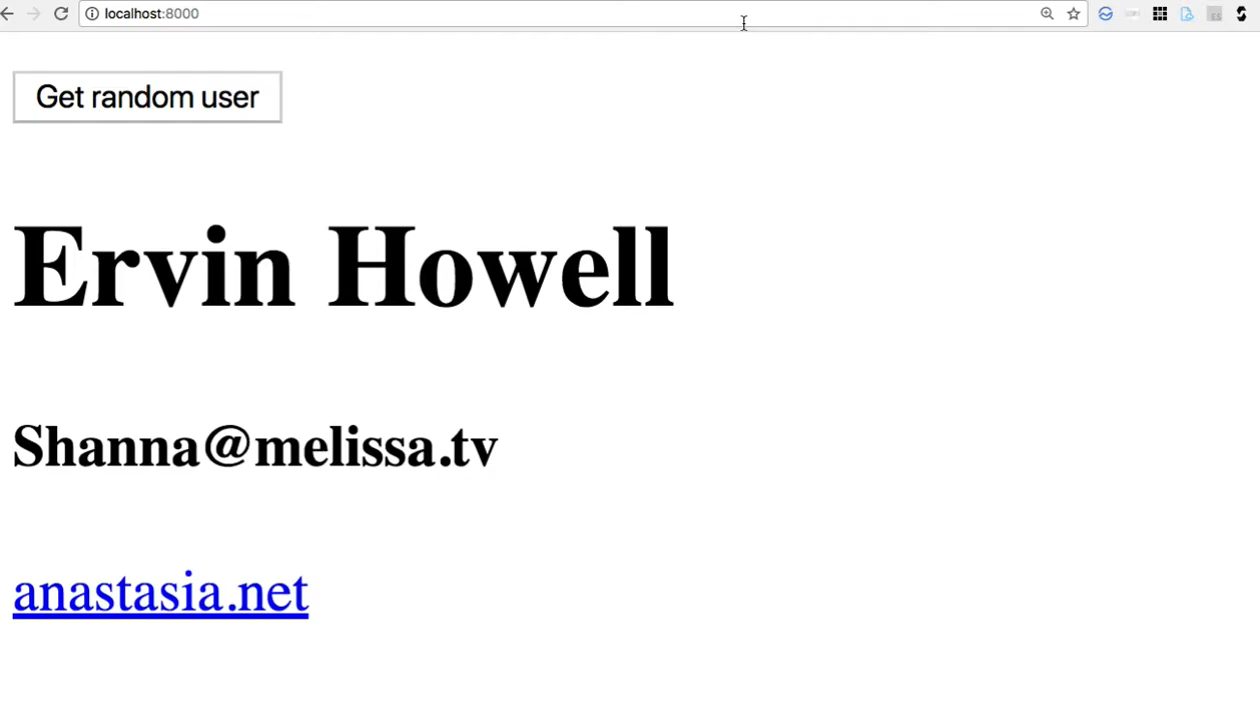 localhost:8000
Get random user
Ervin Howell
Shanna@melissa.tv
anastasia.net